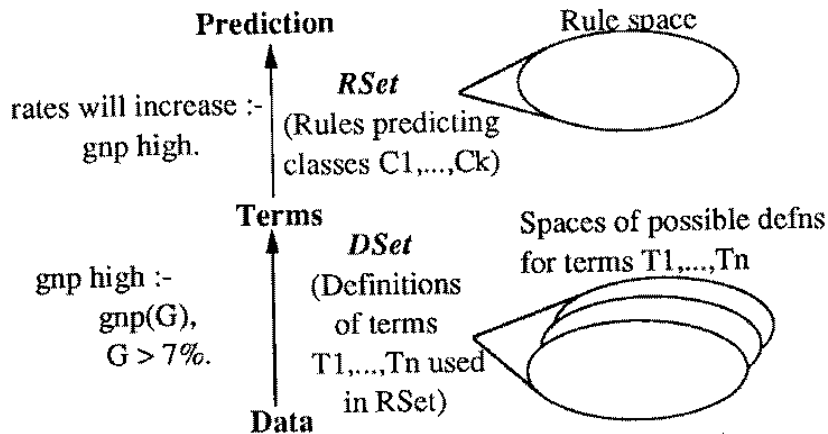 Prediction
Rule space
rates will increase :-
gnp high.
RSet
(Rules predicting
classes C1,...,Ck)
Terms
gnp high :-
gnp(G),
G > 7%.
DSet
(Definitions
of terms
T1,...,Tn used
in RSet)
Spaces of possible defns
for terms T1,...,Tn
Data